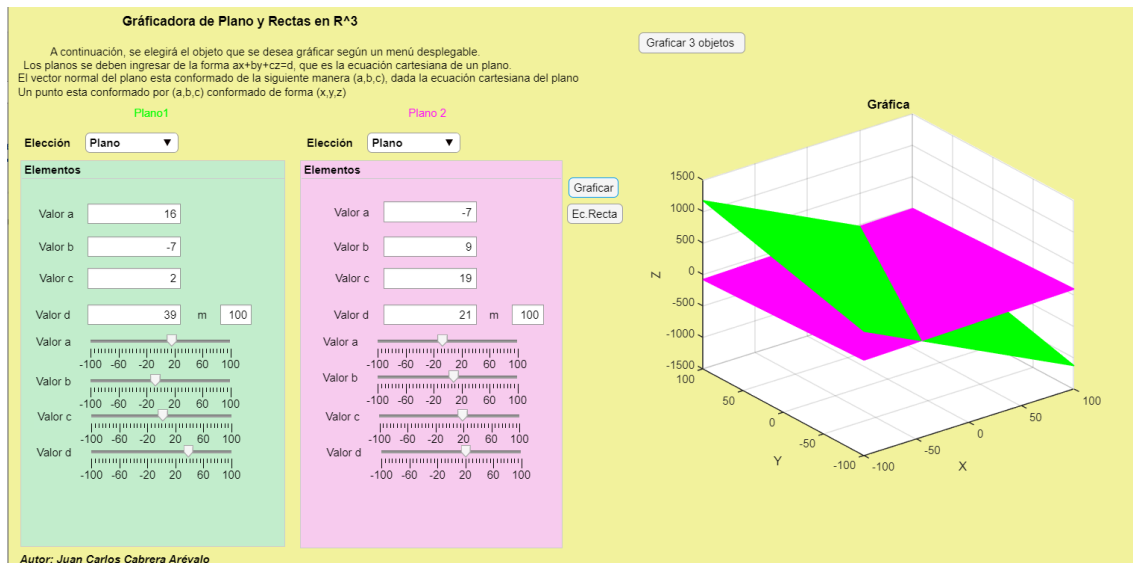 Gráficadora de Plano y Rectas en R^3
A continuación, se elegirá el objeto que se desea gráficar según un menú desplegable.
Los planos se deben ingresar de la forma ax+by+cz=d, que es la ecuación cartesiana de un plano.
El vector normal del plano esta conformado de la siguiente manera (a,b,c), dada la ecuación cartesiana del plano
Un punto esta conformado por (a,b,c) conformado de forma (x,y,z)
Graficar 3 objetos
Plano1
Elección Plano
Elementos
Valor a 16
Valor b -7
Valor c 2
Valor d 39 m 100
Valor a
-100 -60 -20 20 60 100
Valor b
-100 -60 -20 20 60 100
Valor c
-100 -60 -20 20 60 100
Valor d
-100 -60 -20 20 60 100
Plano 2
Elección Plano
Elementos
Valor a -7
Valor b 9
Valor c 19
Valor d 21 m 100
Valor a
-100 -60 -20 20 60 100
Valor b
-100 -60 -20 20 60 100
Valor c
-100 -60 -20 20 60 100
Valor d
-100 -60 -20 20 60 100
Graficar
Ec.Recta
Gráfica
1500
1000
500
0
-500
-1000
-1500
Z
100
50
0
-50
-100
Y
-100
-50
0
50
100
X
Autor: Juan Carlos Cabrera Arévalo